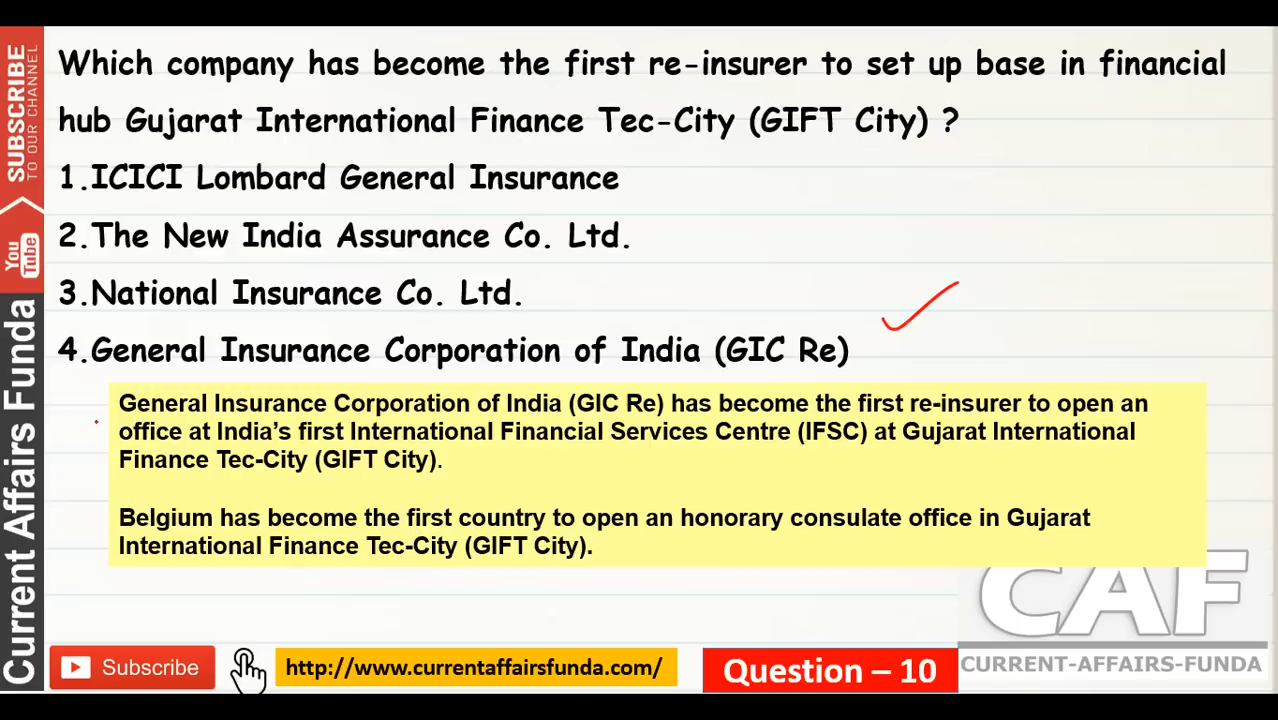 Which company has become the first re-insurer to set up base in financial
hub Gujarat International Finance Tec-City (GIFT City) ?
1.ICICI Lombard General Insurance
2.The New India Assurance Co. Ltd.
3.National Insurance Co. Ltd.
4.General Insurance Corporation of India (GIC Re)
General Insurance Corporation of India (GIC Re) has become the first re-insurer to open an
office at India's first International Financial Services Centre (IFSC) at Gujarat International
Finance Tec-City (GIFT City).
Belgium has become the first country to open an honorary consulate office in Gujarat
International Finance Tec-City (GIFT City).
SUBSCRIBE
TO OUR CHANNEL
You
Tube
Current Affairs Funda
CAF
CURRENT-AFFAIRS-FUNDA
Subscribe
http://www.currentaffairsfunda.com/
Question – 10